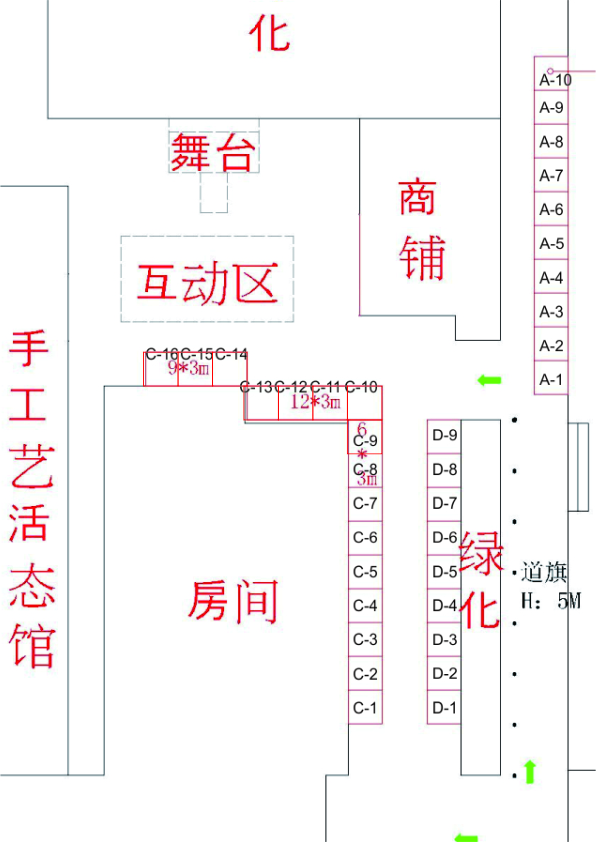 化
舞台
商
铺
互动区
手
工
艺
活
态
馆
A-10
A-9
A-8
A-7
A-6
A-5
A-4
A-3
A-2
A-1
C-16
C-15
C-14
9*3m
C-13
C-12
C-11
C-10
12*3m
6
*
3m
C-9
C-8
C-7
C-6
C-5
C-4
C-3
C-2
C-1
D-9
D-8
D-7
D-6
D-5
D-4
D-3
D-2
D-1
房间
绿
化
道旗
H: 5M